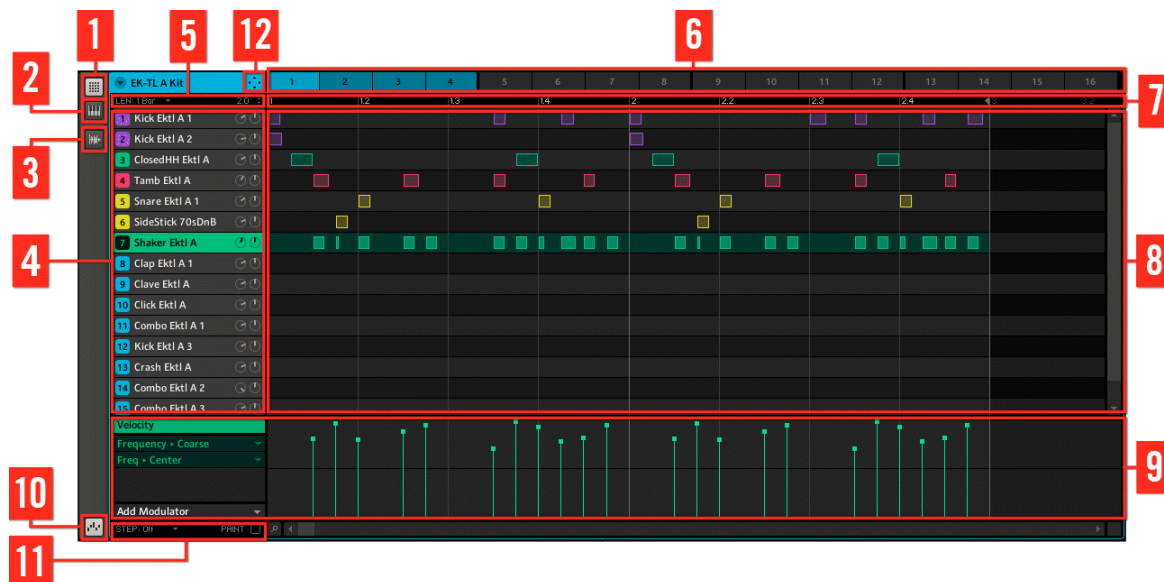 1
5
12
6
2
EK-TL A Kit
1 2 3 4 5 6 7 8 9 10 11 12 13 14 15 16
LEN: 1 Bar 2.0
1 1.2 1.3 1.4 2 2.2 2.3 2.4 3 3.2
7
3
1 Kick Ektl A 1
2 Kick Ektl A 2
3 ClosedHH Ektl A
4 Tamb Ektl A
5 Snare Ektl A 1
6 SideStick 70sDnB
7 Shaker Ektl A
8 Clap Ektl A 1
9 Clave Ektl A
10 Click Ektl A
11 Combo Ektl A 1
12 Kick Ektl A 3
13 Crash Ektl A
14 Combo Ektl A 2
15 Combo Ektl A 3
4
8
Velocity
Frequency ▸ Coarse
Freq ▸ Center
Add Modulator
9
10
STEP: Off PAINT
11